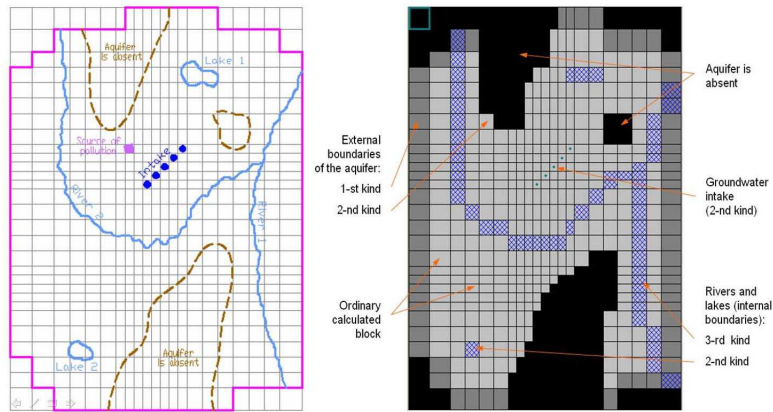 Aquifer
is absent
Lake 1
Source of
pollution
Intake
River 2
River 1
Aquifer
is absent
Lake 2
External
boundaries
of the aquifer:
1-st kind
2-nd kind
Ordinary
calculated
block
Aquifer is
absent
Groundwater
intake
(2-nd kind)
Rivers and
lakes (internal
boundaries):
3-rd kind
2-nd kind